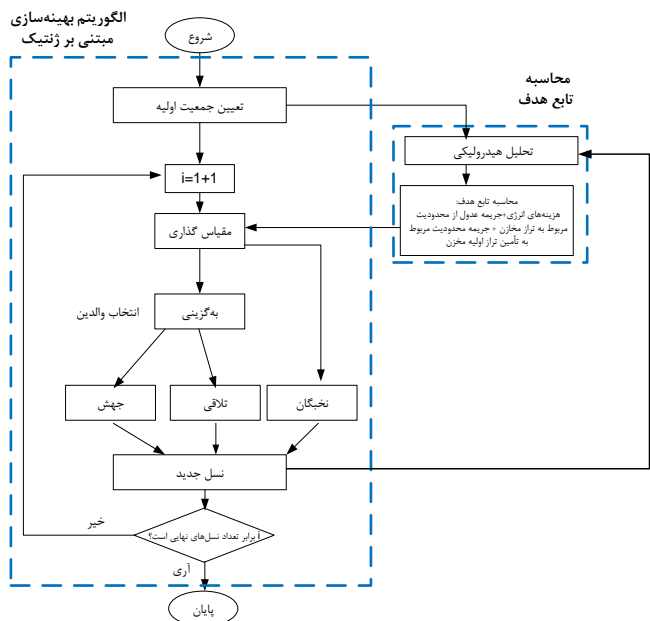 الگوریتم بهینه‌سازی
مبتنی بر ژنتیک
شروع
محاسبه
تابع هدف
تعیین جمعیت اولیه
تحلیل هیدرولیکی
i=1+1
محاسبه تابع هدف:
هزینه‌های انرژی+جریمه عدول از محدودیت
مربوط به تراز مخازن + جریمه محدودیت مربوط
به تأمین تراز اولیه مخزن
مقیاس گذاری
به‌گزینی
انتخاب والدین
نخبگان
تلاقی
جهش
نسل جدید
i برابر تعداد نسل‌های نهایی است؟
خیر
آری
پایان